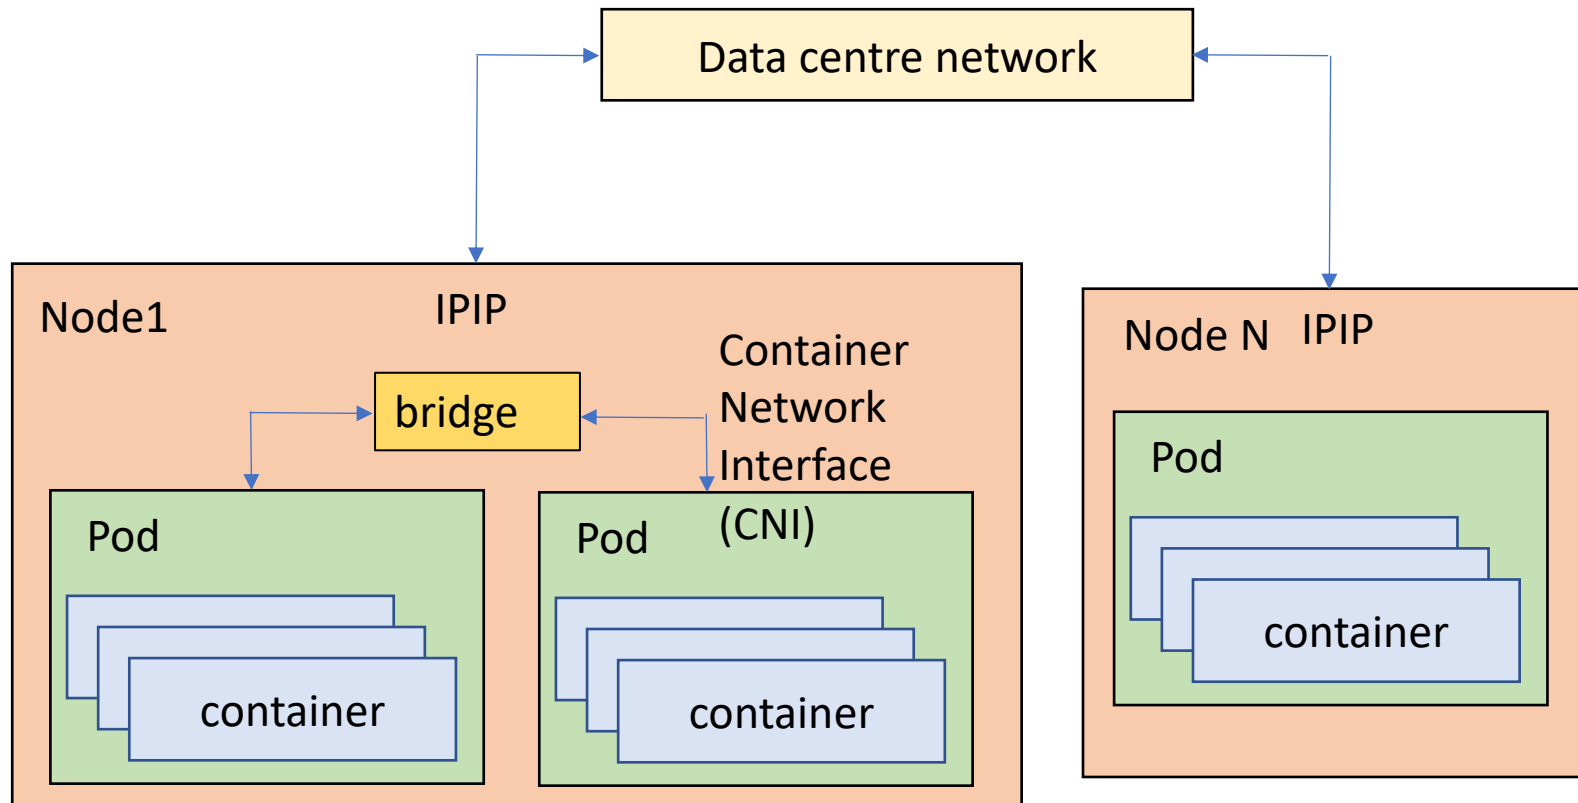 Data centre network
Node1
IPIP
Container
Network
Interface
(CNI)
bridge
Pod
container
Pod
container
Node N
IPIP
Pod
container